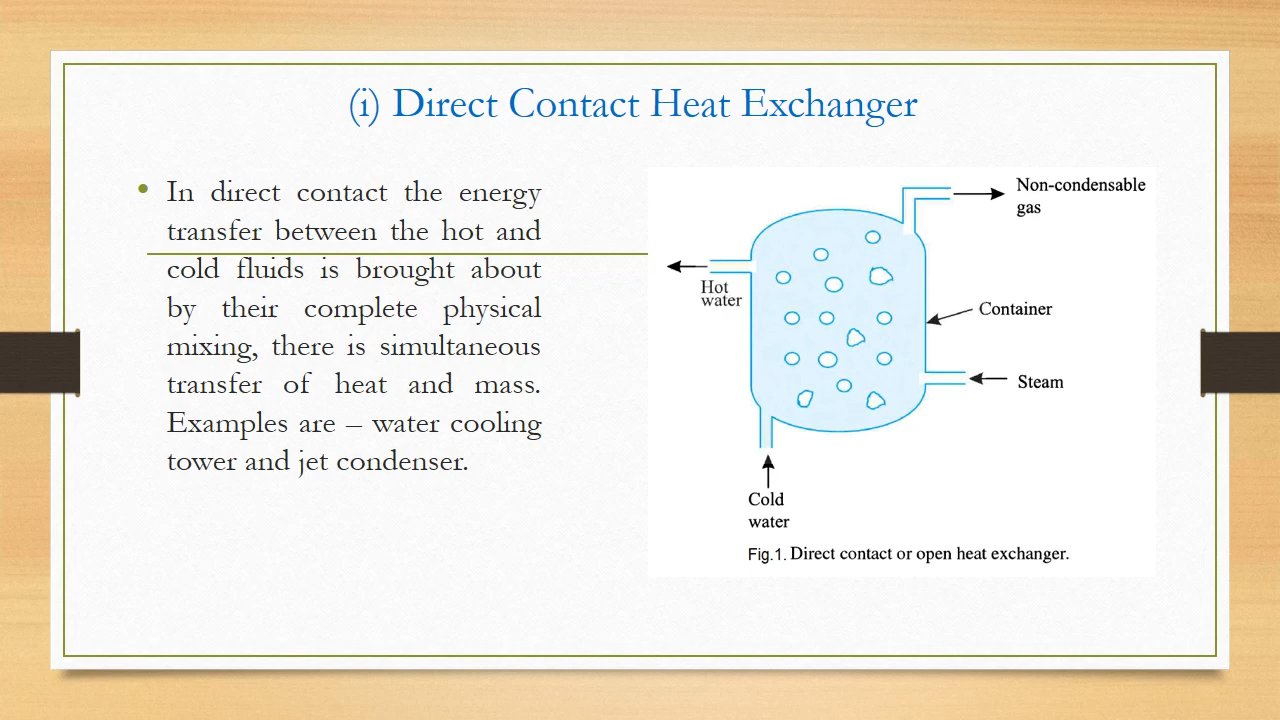 (i) Direct Contact Heat Exchanger
• In direct contact the energy
transfer between the hot and
cold fluids is brought about
by their complete physical
mixing, there is simultaneous
transfer of heat and mass.
Examples are – water cooling
tower and jet condenser.
Non-condensable
gas
Hot
water
Container
Steam
Cold
water
Fig.1. Direct contact or open heat exchanger.